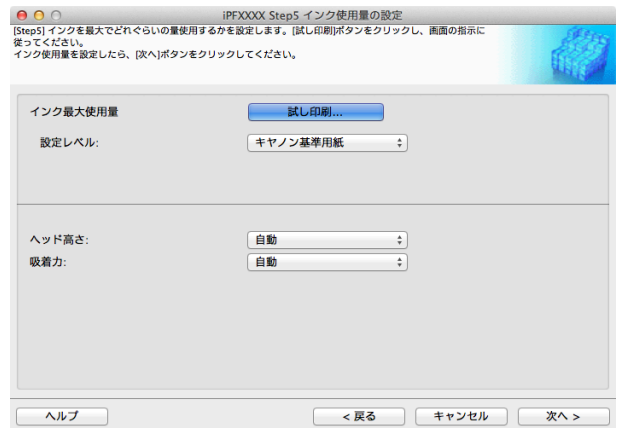 iPFXXXX Step5 インク使用量の設定
[Step5] インクを最大でどれぐらいの量使用するかを設定します。[試し印刷]ボタンをクリックし、画面の指示に
従ってください。
インク使用量を設定したら、[次へ]ボタンをクリックしてください。
インク最大使用量
試し印刷...
設定レベル:
キヤノン基準用紙
ヘッド高さ:
自動
吸着力:
自動
ヘルプ
< 戻る
キャンセル
次へ >